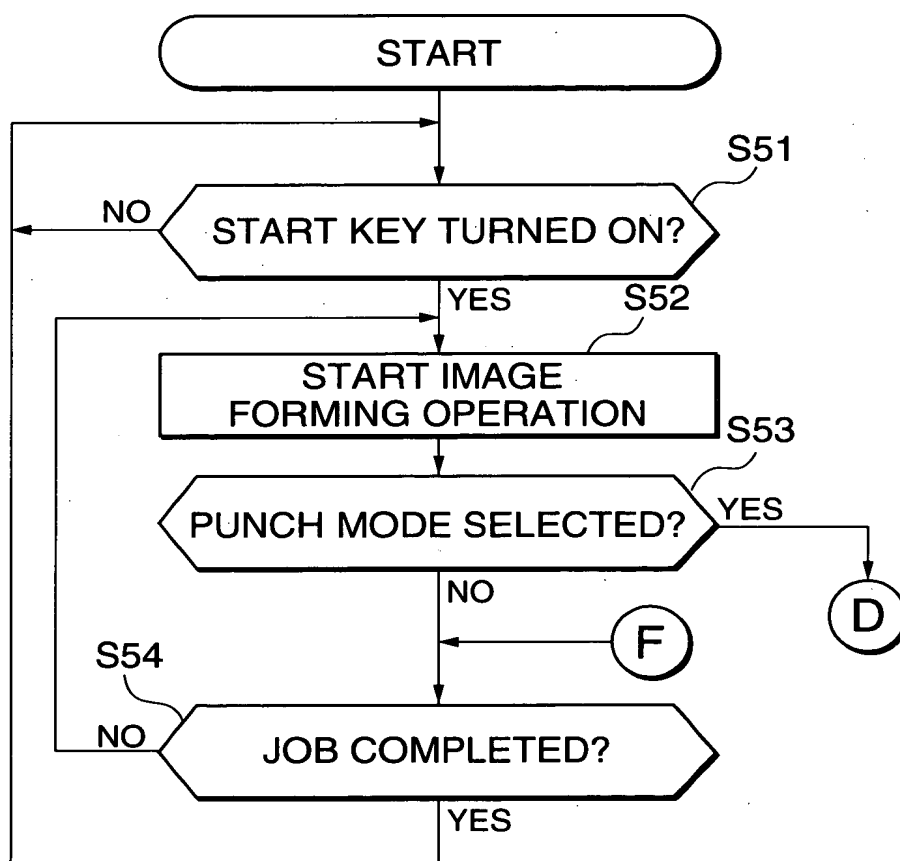 START
S51
NO
START KEY TURNED ON?
YES
S52
START IMAGE
FORMING OPERATION
S53
PUNCH MODE SELECTED?
YES
NO
D
F
S54
NO
JOB COMPLETED?
YES